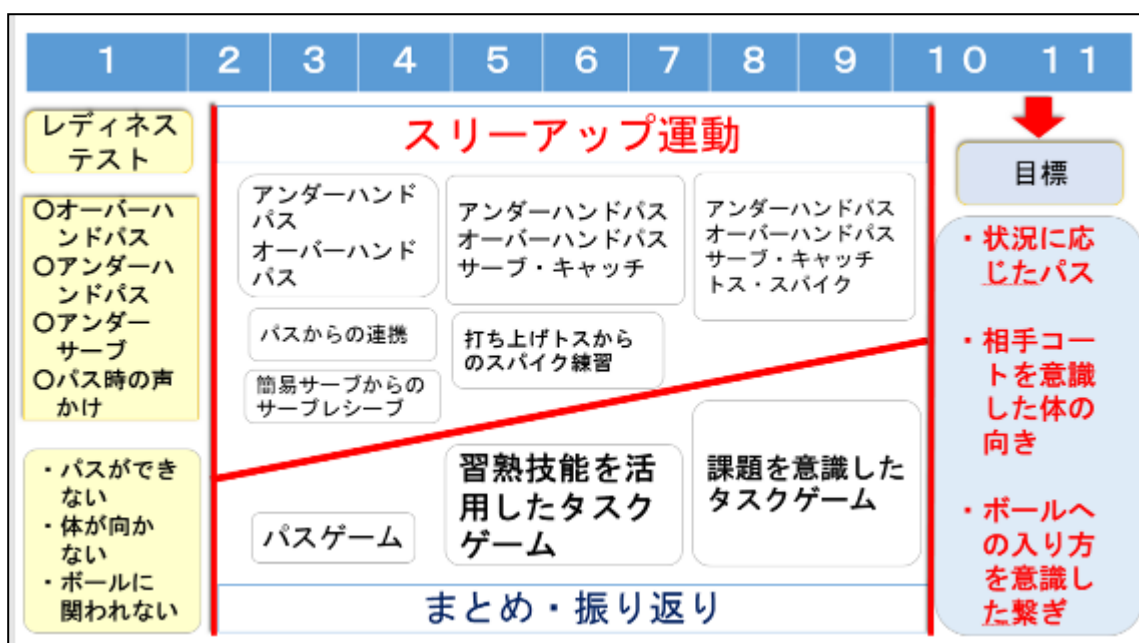 1 2 3 4 5 6 7 8 9 10 11
レディネス
テスト
〇オーバーハ
ンドパス
〇アンダーハ
ンドパス
〇アンダー
サーブ
〇パス時の声
かけ
・パスができ
ない
・体が向か
ない
・ボールに
関われない
スリーアップ運動
アンダーハンド
パス
オーバーハンド
パス
パスからの連携
簡易サーブからの
サーブレシーブ
パスゲーム
アンダーハンドパス
オーバーハンドパス
サーブ・キャッチ
打ち上げトスから
のスパイク練習
習熟技能を活
用したタスク
ゲーム
アンダーハンドパス
オーバーハンドパス
サーブ・キャッチ
トス・スパイク
課題を意識した
タスクゲーム
まとめ・振り返り
目標
・状況に応
じたパス
・相手コー
トを意識
した体の
向き
・ボールへ
の入り方
を意識し
た繋ぎ